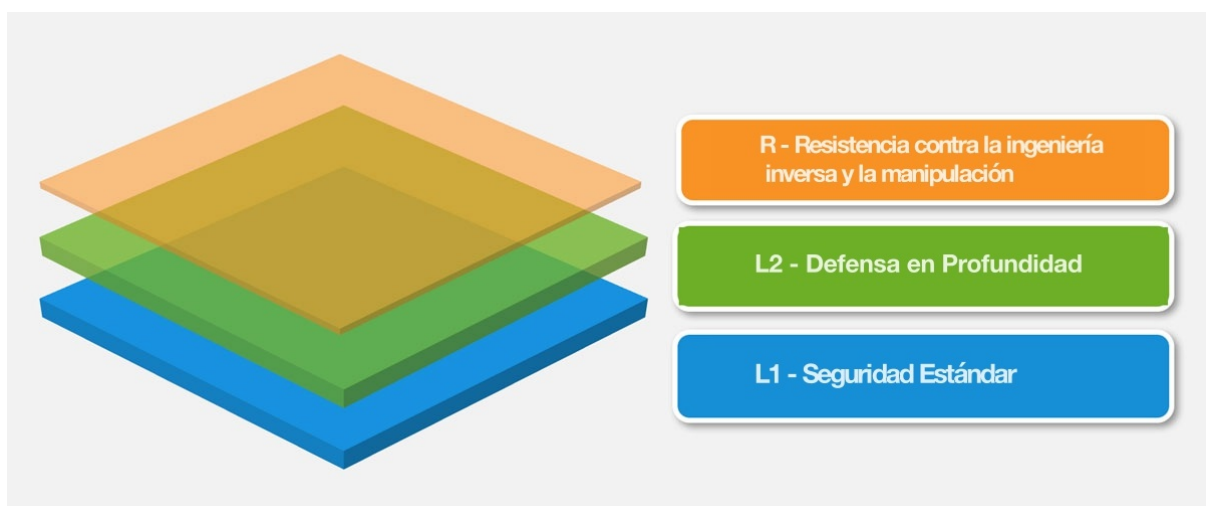 R - Resistencia contra la ingeniería
inversa y la manipulación
L2 - Defensa en Profundidad
L1 - Seguridad Estándar